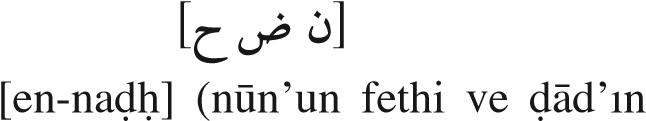 [ن ض ح]
[en-naḍḥ] (nūn’un fethi ve ḍād’ın